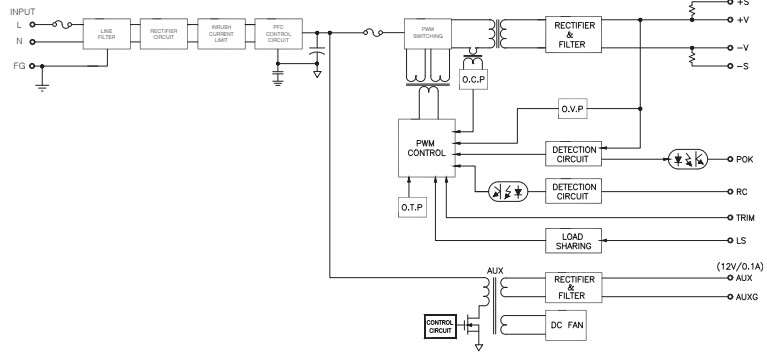 INPUT
L
N
FG
LINE
FILTER
RECTIFIER
CIRCUIT
INRUSH
CURRENT
LIMIT
PFC
CONTROL
CIRCUIT
PWM
SWITCHING
RECTIFIER
&
FILTER
+S
+V
-V
-S
O.C.P
O.V.P
PWM
CONTROL
DETECTION
CIRCUIT
POK
DETECTION
CIRCUIT
RC
O.T.P
TRIM
LOAD
SHARING
LS
AUX
(12V/0.1A)
RECTIFIER
&
FILTER
AUX
AUXG
CONTROL
CIRCUIT
DC FAN